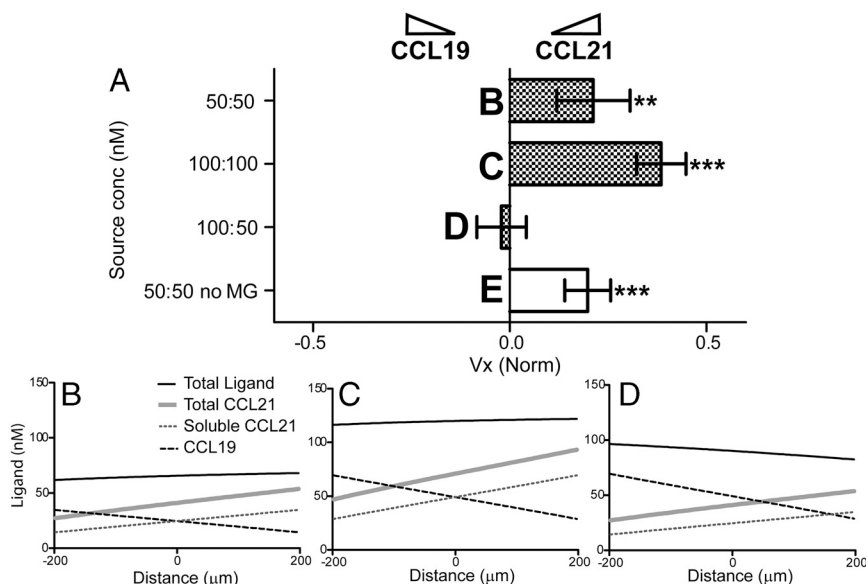 CCL19 CCL21
A
Source conc (nM)
50:50
B
**
100:100
C
***
100:50
D
50:50 no MG
E
***
-0.5 0.0 0.5
Vx (Norm)
B
Total Ligand
Total CCL21
Soluble CCL21
CCL19
Ligand (nM)
150
100
50
0
-200 0 200
Distance (μm)
C
150
100
50
0
-200 0 200
Distance (μm)
D
150
100
50
0
-200 0 200
Distance (μm)